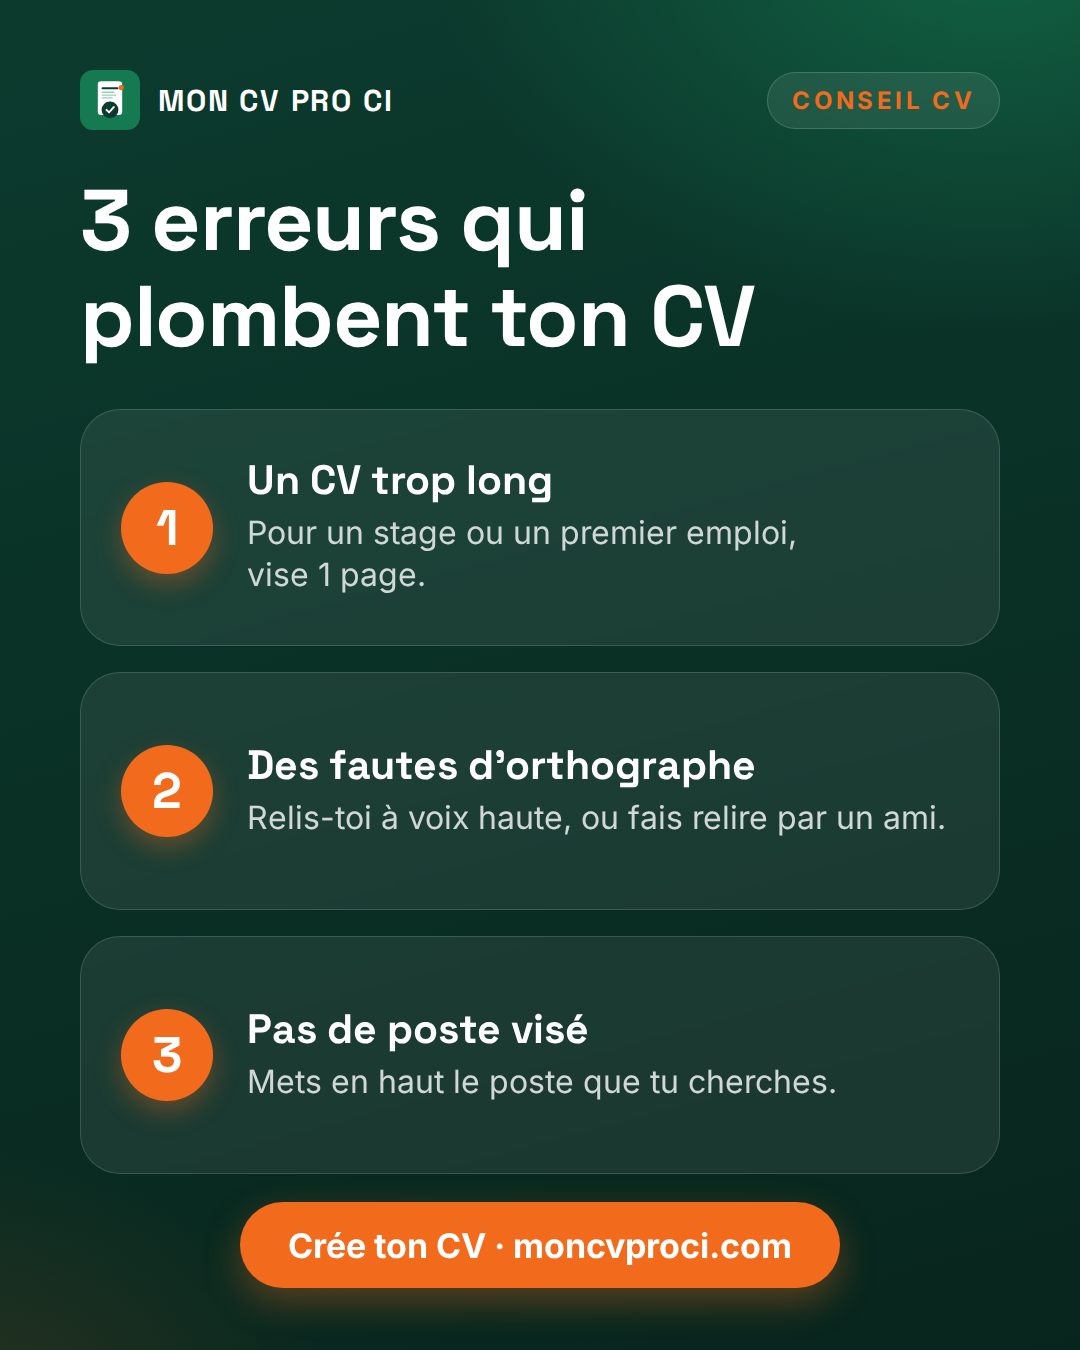 MON CV PRO CI
CONSEIL CV
3 erreurs qui
plombent ton CV
1
Un CV trop long
Pour un stage ou un premier emploi,
vise 1 page.
2
Des fautes d’orthographe
Relis-toi à voix haute, ou fais relire par un ami.
3
Pas de poste visé
Mets en haut le poste que tu cherches.
Crée ton CV · moncvproci.com